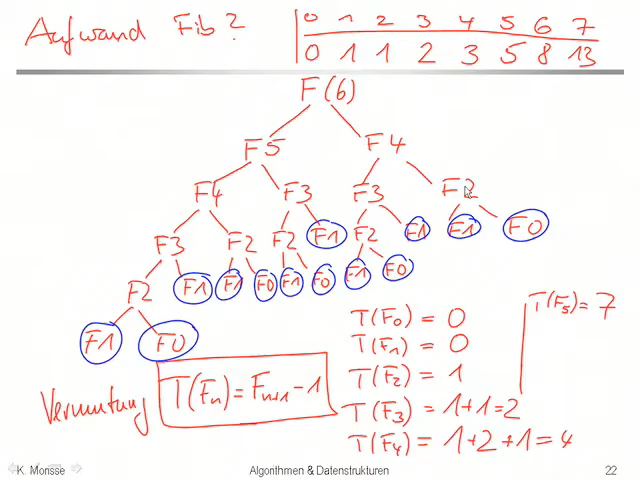 Aufwand Fib?
0 1 2 3 4 5 6 7
0 1 1 2 3 5 8 13
F(6)
F5 F4
F4 F3 F3 F2
F3 F2 F2 F1 F2 F1 F1 F0
F2 F1 F1 F0 F1 F0 F1 F0
F1 F0
T(F5) = 7
T(F0) = 0
T(F1) = 0
T(F2) = 1
Vermutung T(Fn) = Fn+1 - 1
T(F3) = 1+1=2
T(F4) = 1+2+1=4
K. Morisse Algorithmen & Datenstrukturen 22